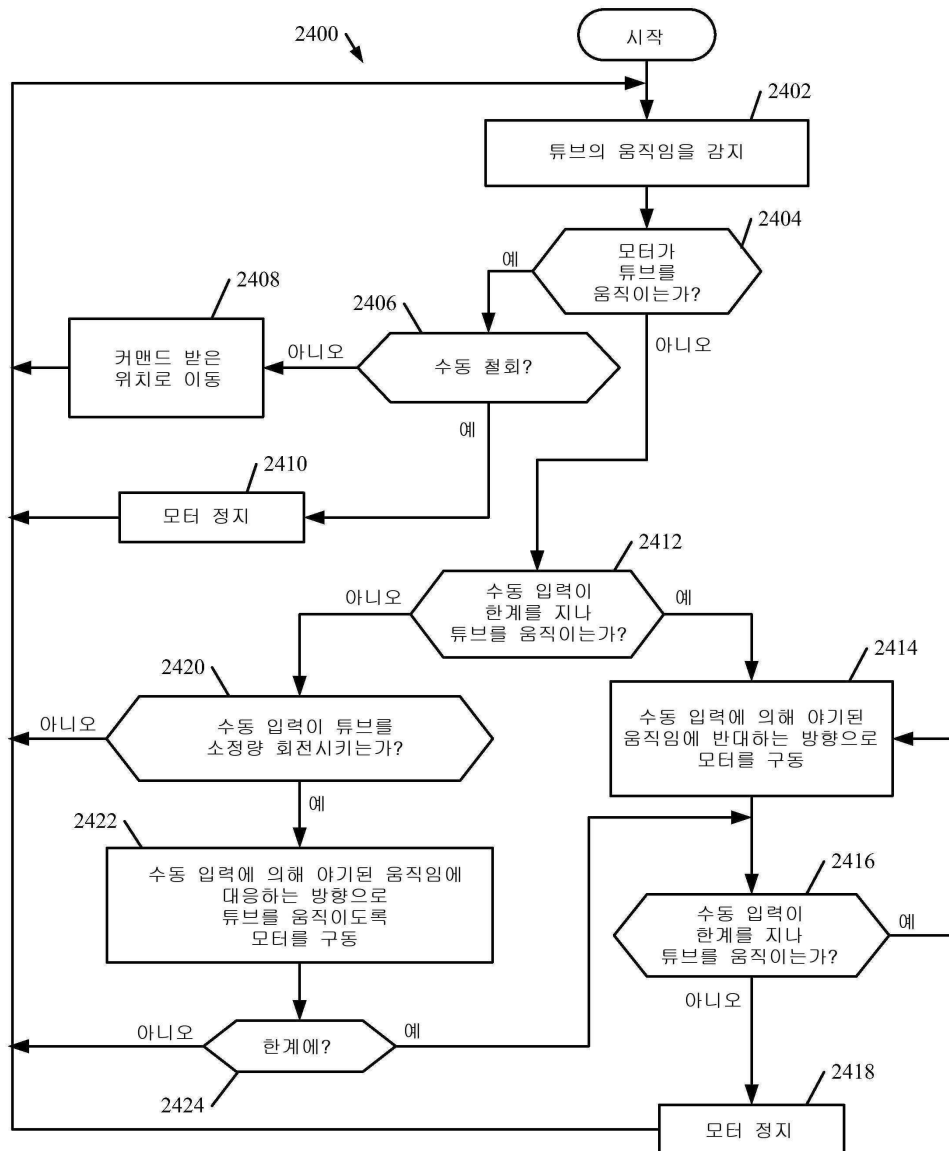 시작
2400
2402
튜브의 움직임을 감지
2404
모터가
튜브를
움직이는가?
예
아니오
2406
수동 철회?
아니오
예
2408
커맨드 받은
위치로 이동
2410
모터 정지
2412
수동 입력이
한계를 지나
튜브를 움직이는가?
아니오
예
2414
수동 입력에 의해 야기된
움직임에 반대하는 방향으로
모터를 구동
2420
수동 입력이 튜브를
소정량 회전시키는가?
아니오
예
2422
수동 입력에 의해 야기된 움직임에
대응하는 방향으로
튜브를 움직이도록
모터를 구동
2416
수동 입력이
한계를 지나
튜브를 움직이는가?
예
아니오
한계에?
아니오
예
2424
2418
모터 정지